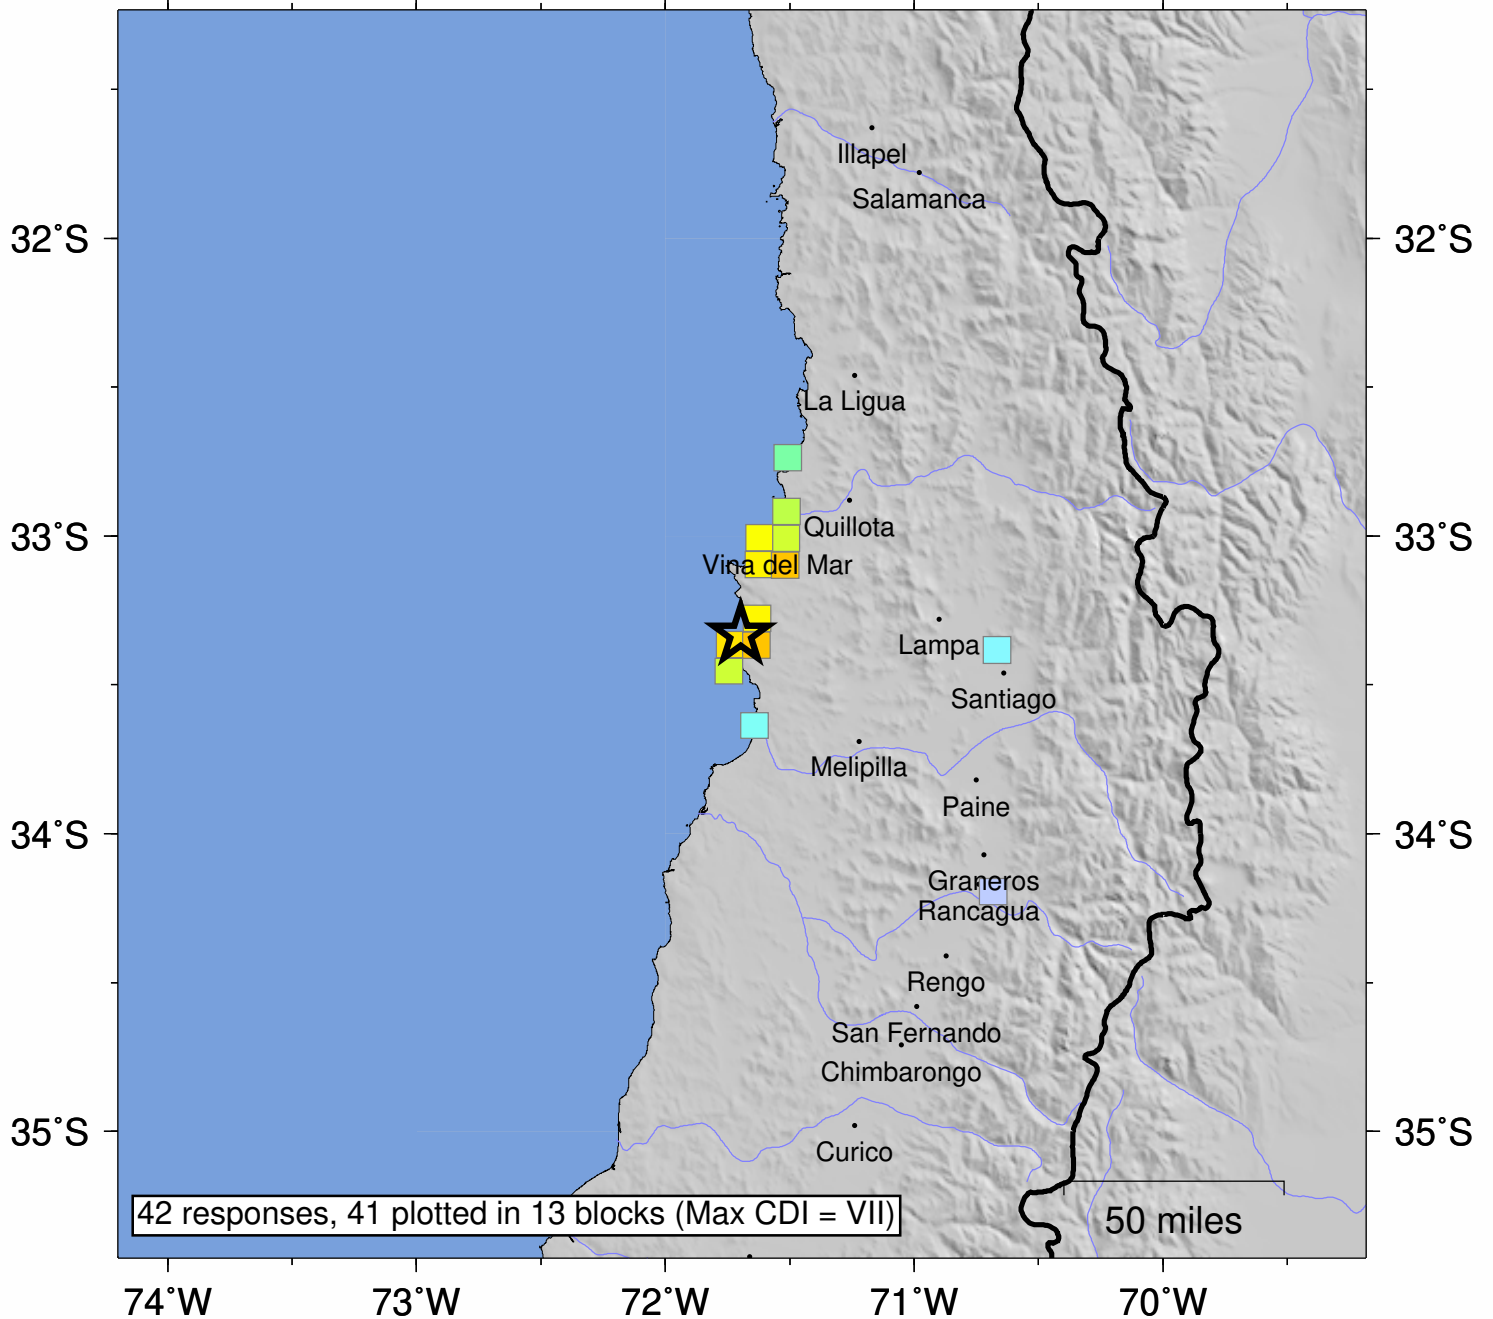 Illapel
Salamanca
32°S
32°S
La Ligua
Quillota
33°S
33°S
Vina del Mar
Lampa
Santiago
Melipilla
Paine
34°S
34°S
Graneros
Rancagua
Rengo
San Fernando
Chimbarongo
35°S
35°S
Curico
42 responses, 41 plotted in 13 blocks (Max CDI = VII)
50 miles
74°W
73°W
72°W
71°W
70°W